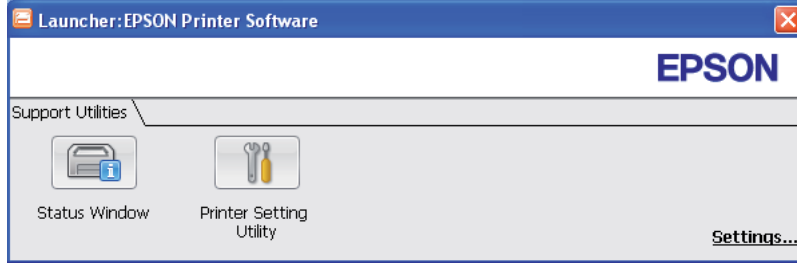 Launcher:EPSON Printer Software
EPSON
Support Utilities
Status Window
Printer Setting
Utility
Settings...